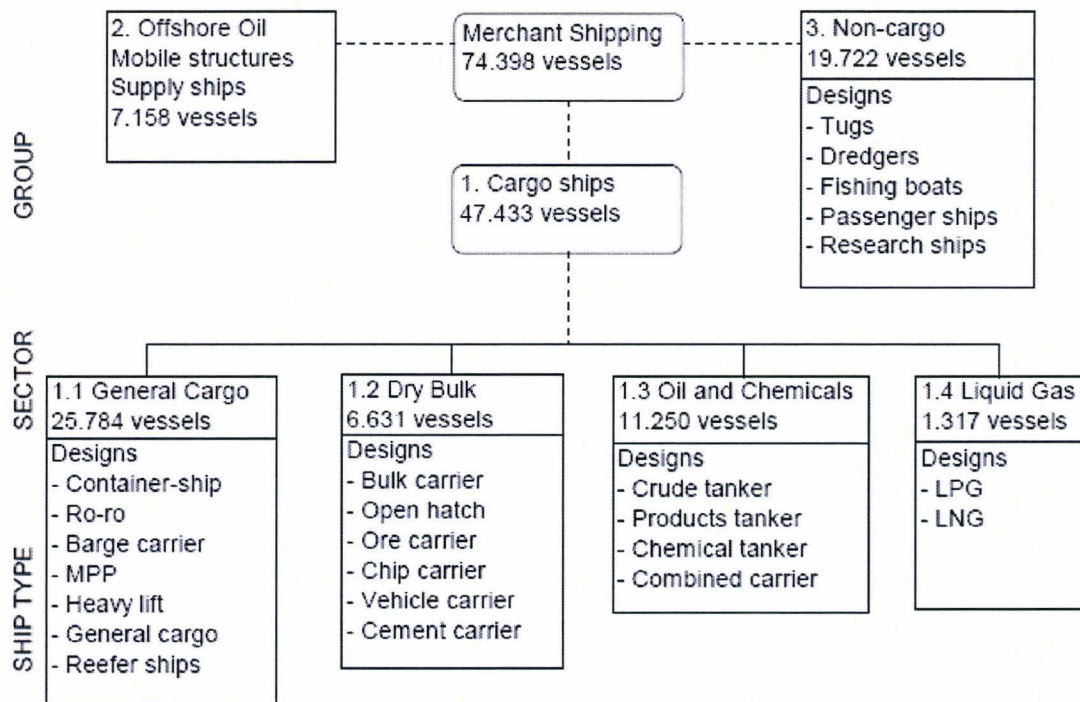 2. Offshore Oil
Mobile structures
Supply ships
7.158 vessels
Merchant Shipping
74.398 vessels
3. Non-cargo
19.722 vessels
Designs
- Tugs
- Dredgers
- Fishing boats
- Passenger ships
- Research ships
GROUP
1. Cargo ships
47.433 vessels
SECTOR
1.1 General Cargo
25.784 vessels
1.2 Dry Bulk
6.631 vessels
1.3 Oil and Chemicals
11.250 vessels
1.4 Liquid Gas
1.317 vessels
SHIP TYPE
Designs
- Container-ship
- Ro-ro
- Barge carrier
- MPP
- Heavy lift
- General cargo
- Reefer ships
Designs
- Bulk carrier
- Open hatch
- Ore carrier
- Chip carrier
- Vehicle carrier
- Cement carrier
Designs
- Crude tanker
- Products tanker
- Chemical tanker
- Combined carrier
Designs
- LPG
- LNG